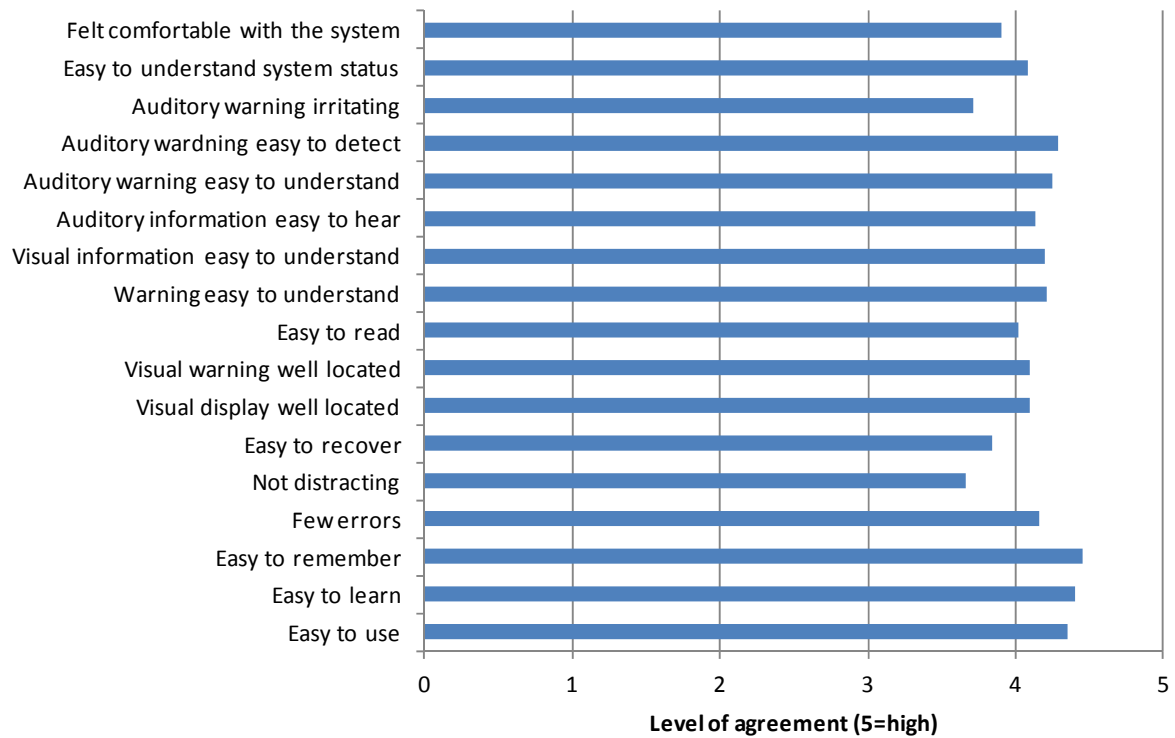 Felt comfortable with the system
Easy to understand system status
Auditory warning irritating
Auditory wardning easy to detect
Auditory warning easy to understand
Auditory information easy to hear
Visual information easy to understand
Warning easy to understand
Easy to read
Visual warning well located
Visual display well located
Easy to recover
Not distracting
Few errors
Easy to remember
Easy to learn
Easy to use
0 1 2 3 4 5
Level of agreement (5=high)